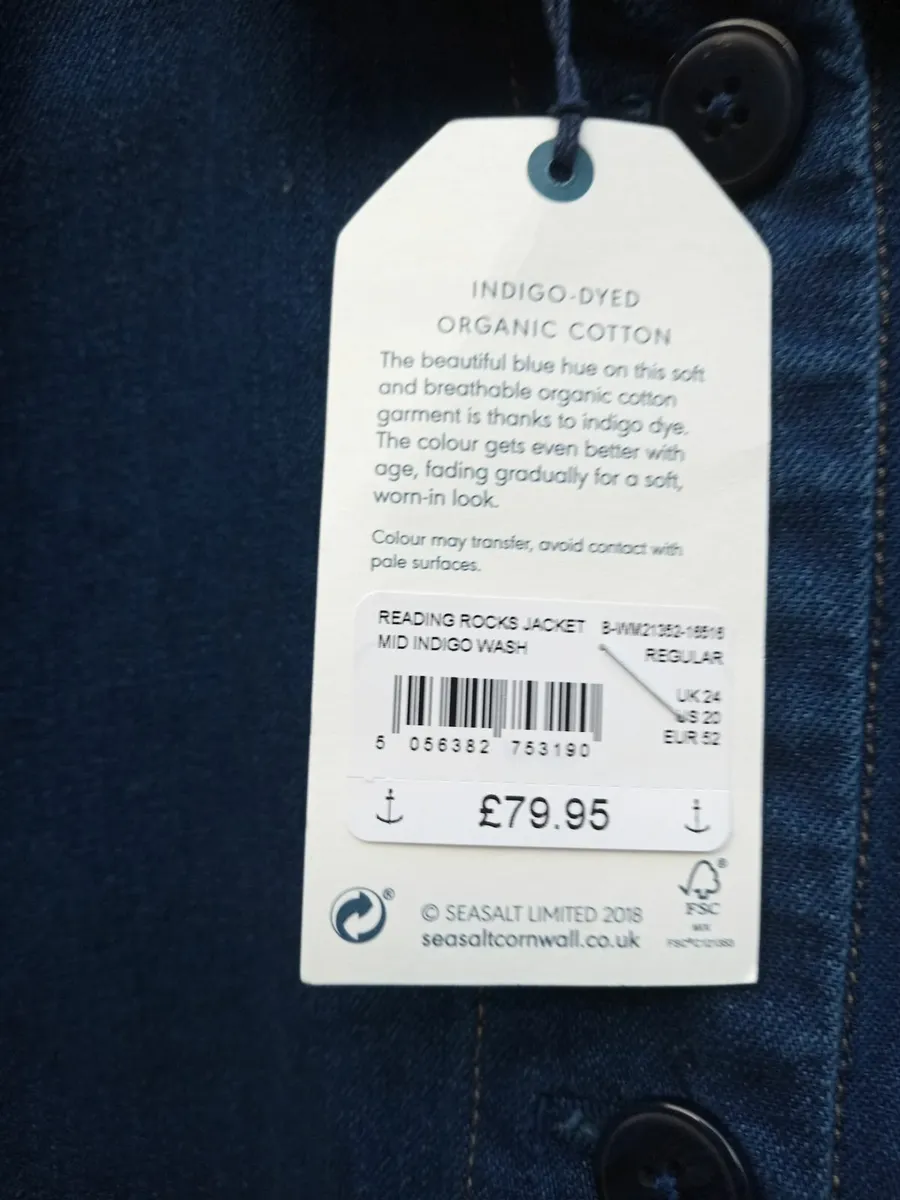 INDIGO-DYED
ORGANIC COTTON
The beautiful blue hue on this soft
and breathable organic cotton
garment is thanks to indigo dye.
The colour gets even better with
age, fading gradually for a soft,
worn-in look.
Colour may transfer, avoid contact with
pale surfaces.
READING ROCKS JACKET B-WM21352-16516
MID INDIGO WASH REGULAR
UK 24
US 20
EUR 52
5 056382 753190
£79.95
® © SEASALT LIMITED 2018
seasaltcornwall.co.uk
®
FSC
MIX